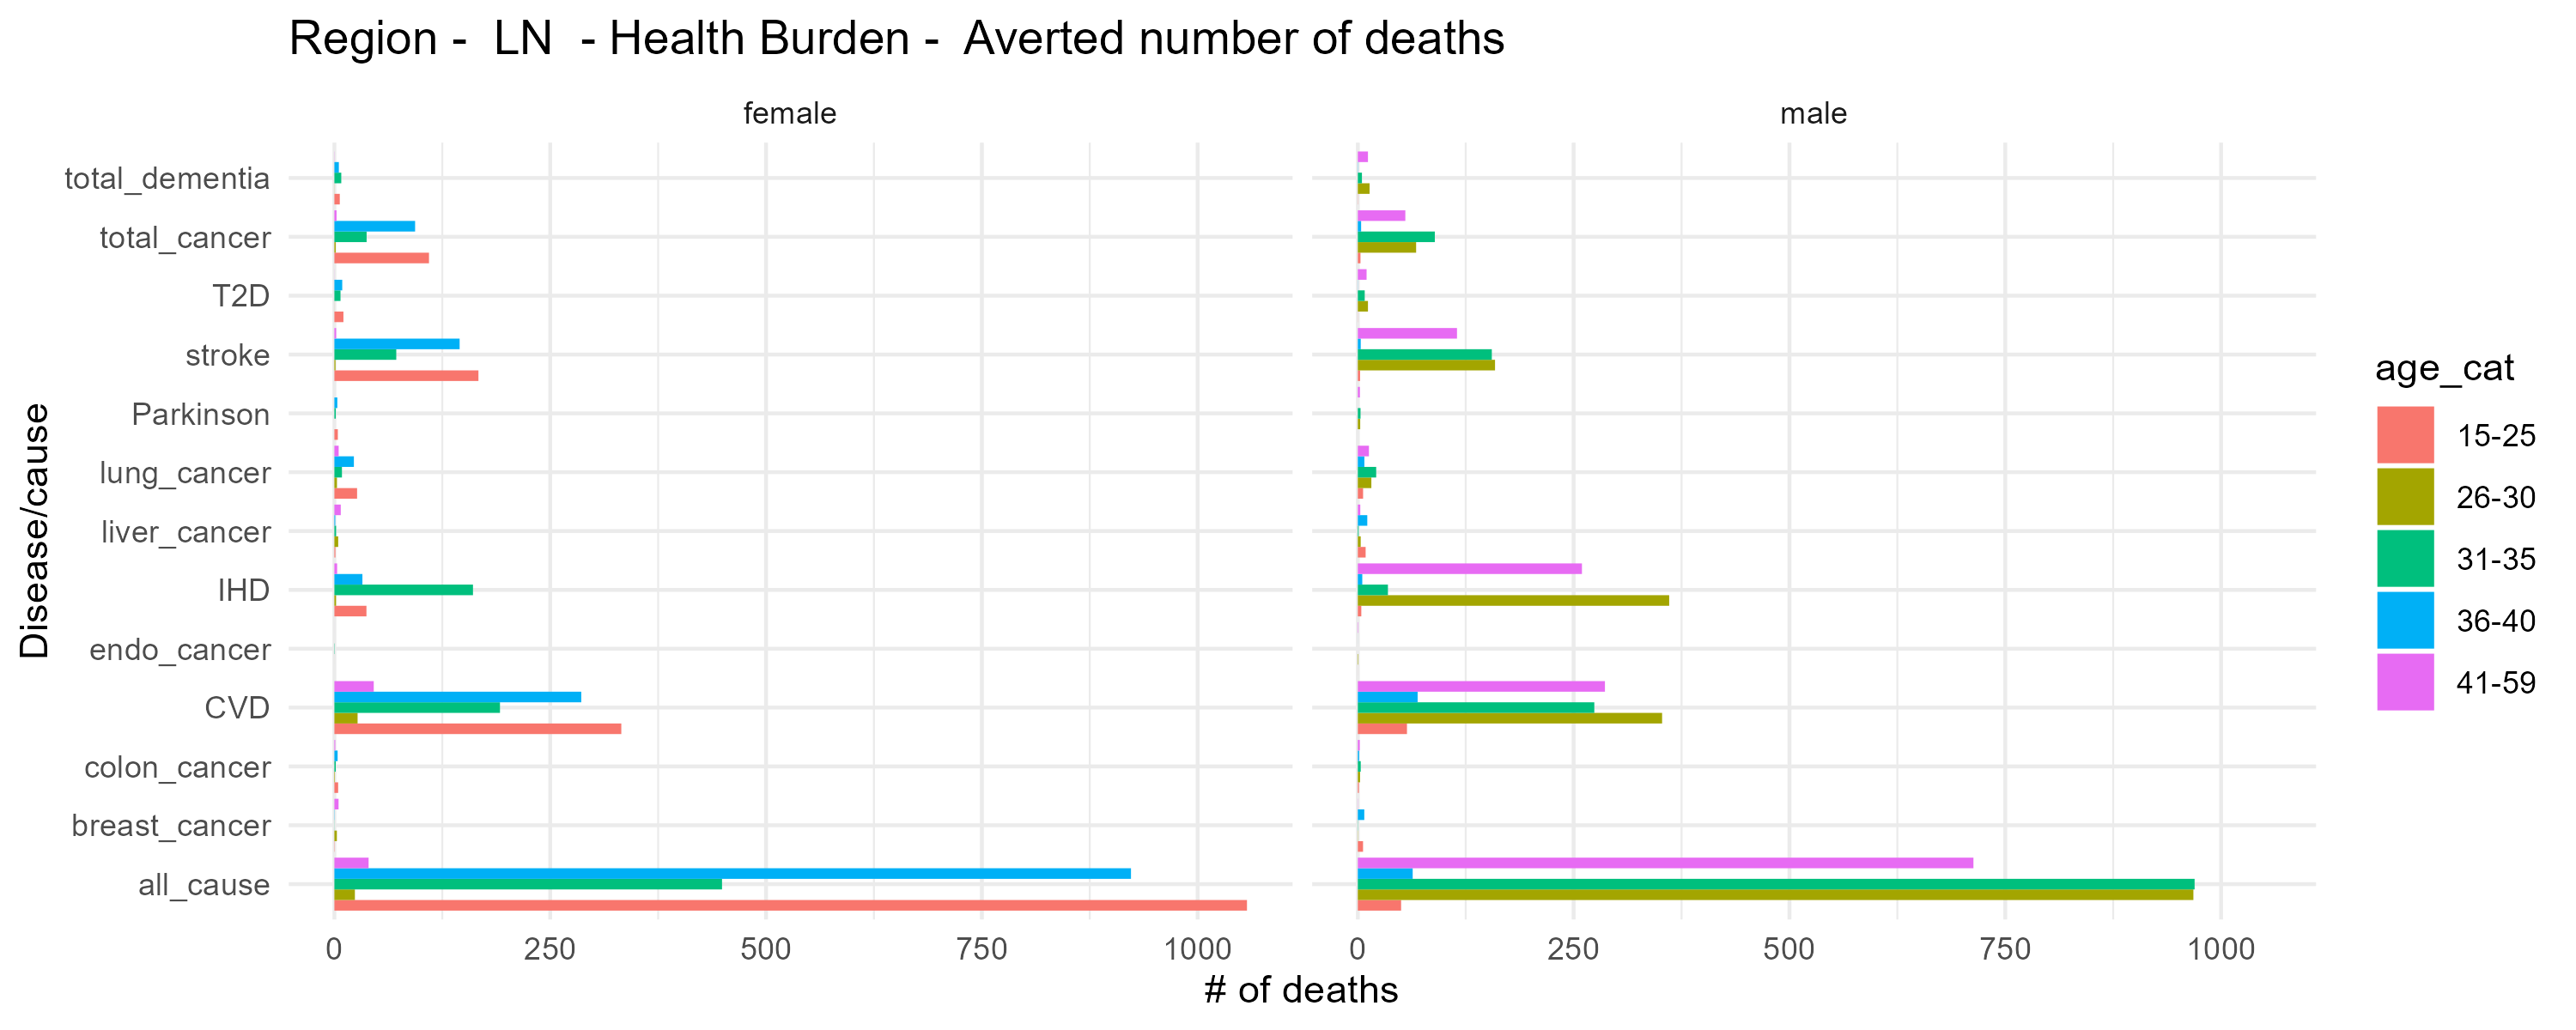 Region -  LN  - Health Burden -  Averted number of deaths
female
male
Disease/cause
total_dementia
total_cancer
T2D
stroke
Parkinson
lung_cancer
liver_cancer
IHD
endo_cancer
CVD
colon_cancer
breast_cancer
all_cause
0 250 500 750 1000
0 250 500 750 1000
# of deaths
age_cat
15-25
26-30
31-35
36-40
41-59